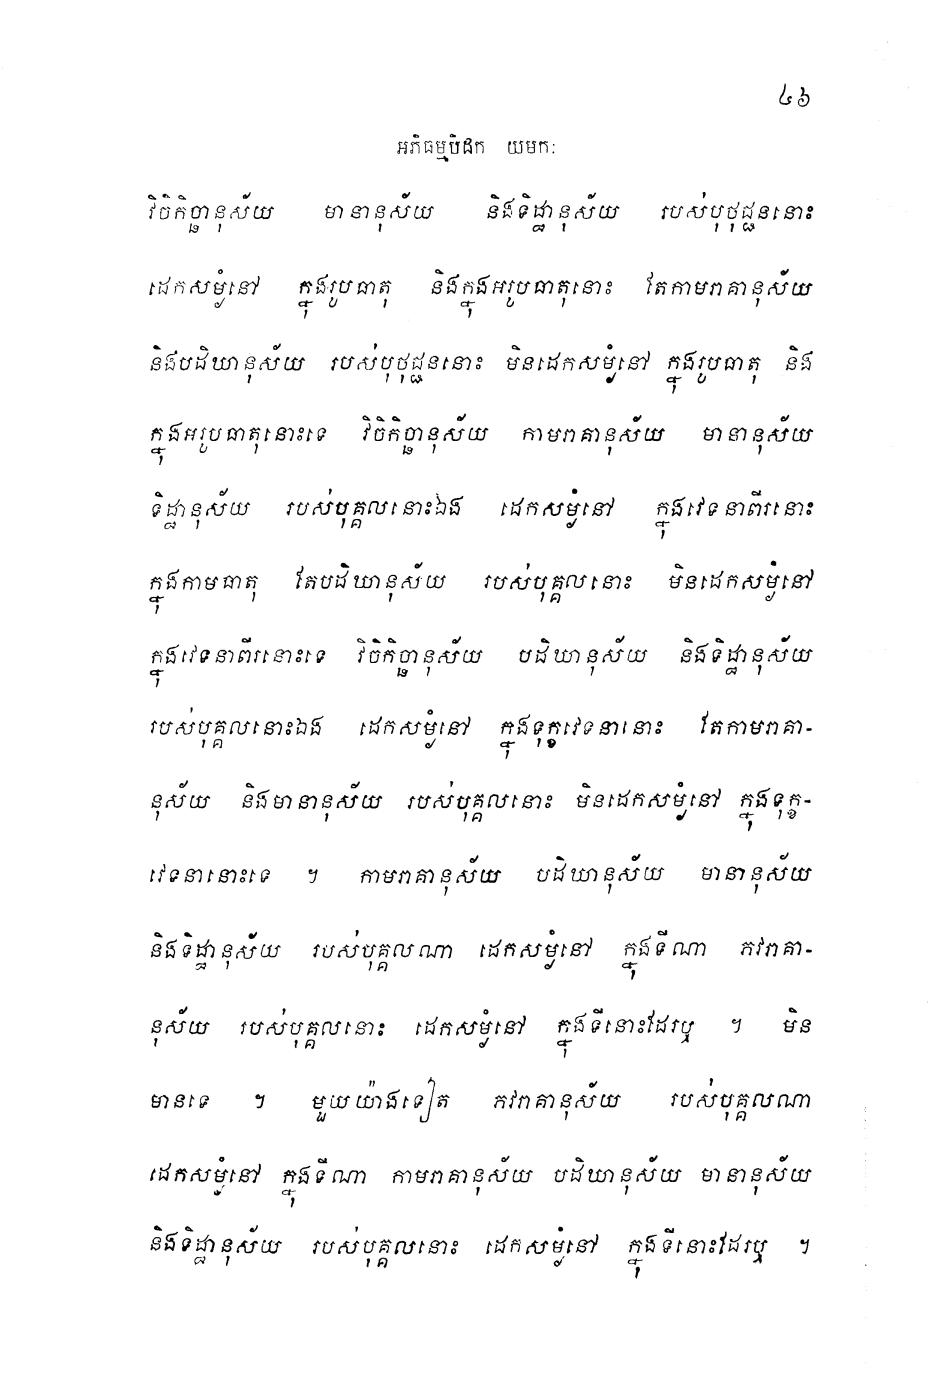 ៤៦
អភិធម្មបិដក យមកៈ
វិចិកិច្ឆានុស័យ មានានុស័យ និងទិដ្ឋានុស័យ របស់បុថុជ្ជននោះ
ដេកសម្ងំនៅ ក្នុងរូបធាតុ និងក្នុងអរូបធាតុនោះ តែកាមរាគានុស័យ
និងបដិឃានុស័យ របស់បុថុជ្ជននោះ មិនដេកសម្ងំនៅ ក្នុងរូបធាតុ និង
ក្នុងអរូបធាតុនោះទេ វិចិកិច្ឆានុស័យ កាមរាគានុស័យ មានានុស័យ
ទិដ្ឋានុស័យ របស់បុគ្គលនោះឯង ដេកសម្ងំនៅ ក្នុងវេទនាពីរនោះ
ក្នុងកាមធាតុ តែបដិឃានុស័យ របស់បុគ្គលនោះ មិនដេកសម្ងំនៅ
ក្នុងវេទនាពីរនោះទេ វិចិកិច្ឆានុស័យ បដិឃានុស័យ និងទិដ្ឋានុស័យ
របស់បុគ្គលនោះឯង ដេកសម្ងំនៅ ក្នុងទុក្ខវេទនានោះ តែកាមរាគា-
នុស័យ និងមានានុស័យ របស់បុគ្គលនោះ មិនដេកសម្ងំនៅ ក្នុងទុក្ខ-
វេទនានោះទេ ។ កាមរាគានុស័យ បដិឃានុស័យ មានានុស័យ
និងទិដ្ឋានុស័យ របស់បុគ្គលណា ដេកសម្ងំនៅ ក្នុងទីណា ភវរាគា-
នុស័យ របស់បុគ្គលនោះ ដេកសម្ងំនៅ ក្នុងទីនោះដែរឬ ។ មិន
មានទេ ។ មួយយ៉ាងទៀត ភវរាគានុស័យ របស់បុគ្គលណា
ដេកសម្ងំនៅ ក្នុងទីណា កាមរាគានុស័យ បដិឃានុស័យ មានានុស័យ
និងទិដ្ឋានុស័យ របស់បុគ្គលនោះ ដេកសម្ងំនៅ ក្នុងទីនោះដែរឬ ។